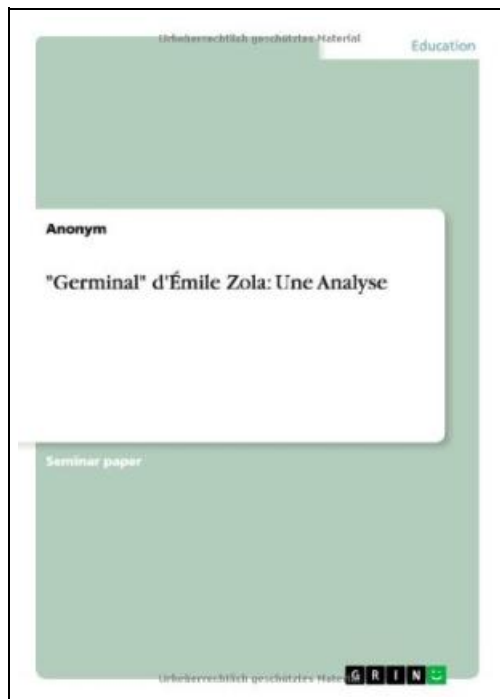 Urheberrechtlich geschütztes Material
Education
Anonym
"Germinal" d'Émile Zola: Une Analyse
Seminar paper
Urheberrechtlich geschütztes Material
GRIN